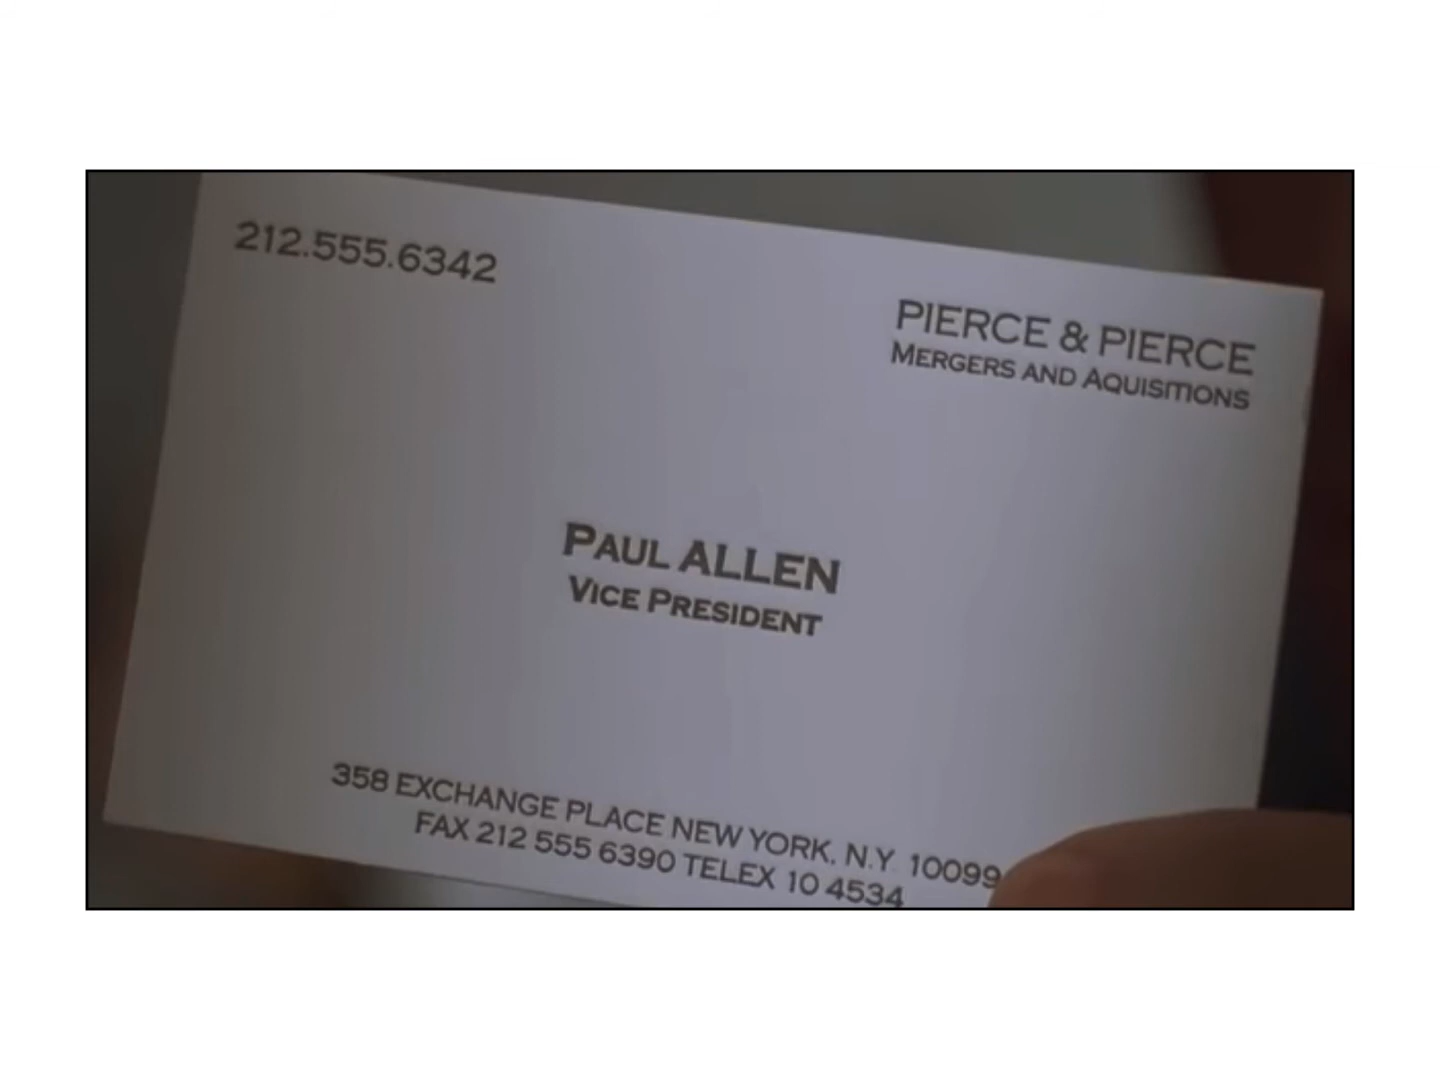 212.555.6342
PIERCE & PIERCE
MERGERS AND AQUISITIONS
PAUL ALLEN
VICE PRESIDENT
358 EXCHANGE PLACE NEW YORK, N.Y. 10099
FAX 212 555 6390 TELEX 10 4534